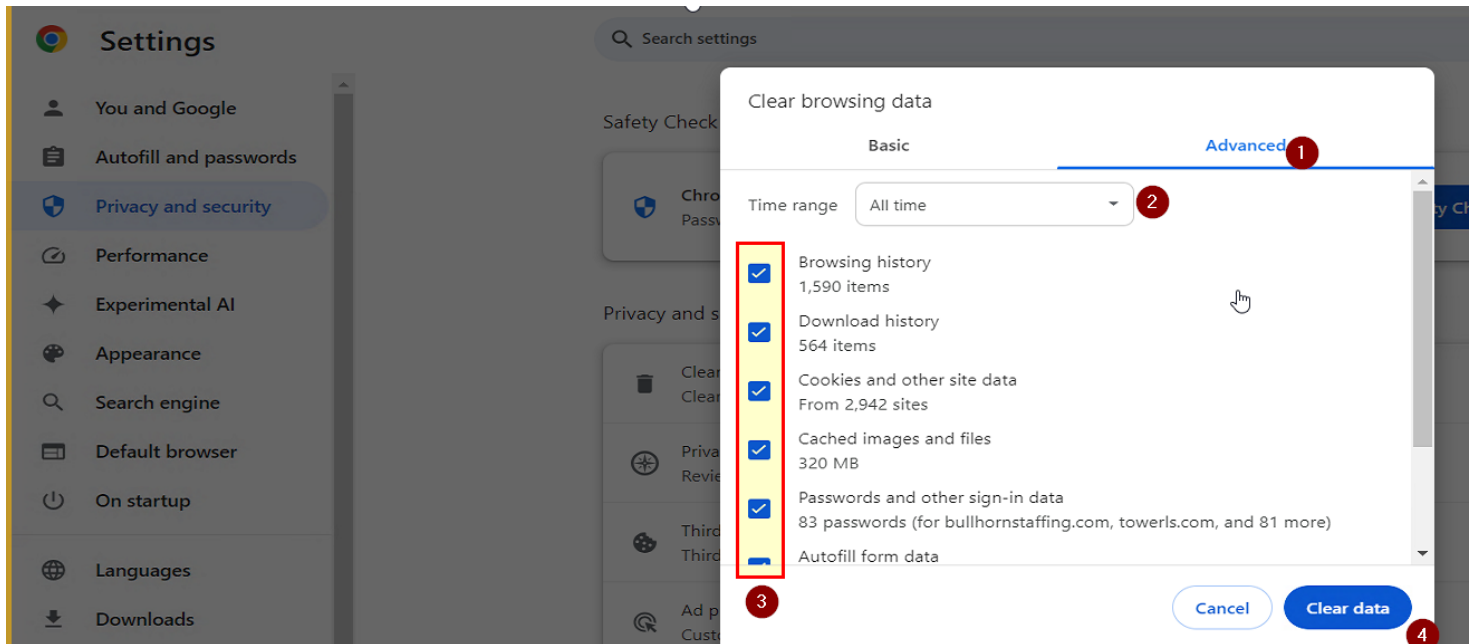 Settings
Search settings
You and Google
Autofill and passwords
Privacy and security
Performance
Experimental AI
Appearance
Search engine
Default browser
On startup
Languages
Downloads
Safety Check
Privacy and s
Clear browsing data
Basic
Advanced
1
Time range
All time
2
Browsing history
1,590 items
Download history
564 items
Cookies and other site data
From 2,942 sites
Cached images and files
320 MB
Passwords and other sign-in data
83 passwords (for bullhornstaffing.com, towerls.com, and 81 more)
Autofill form data
3
Cancel
Clear data
4